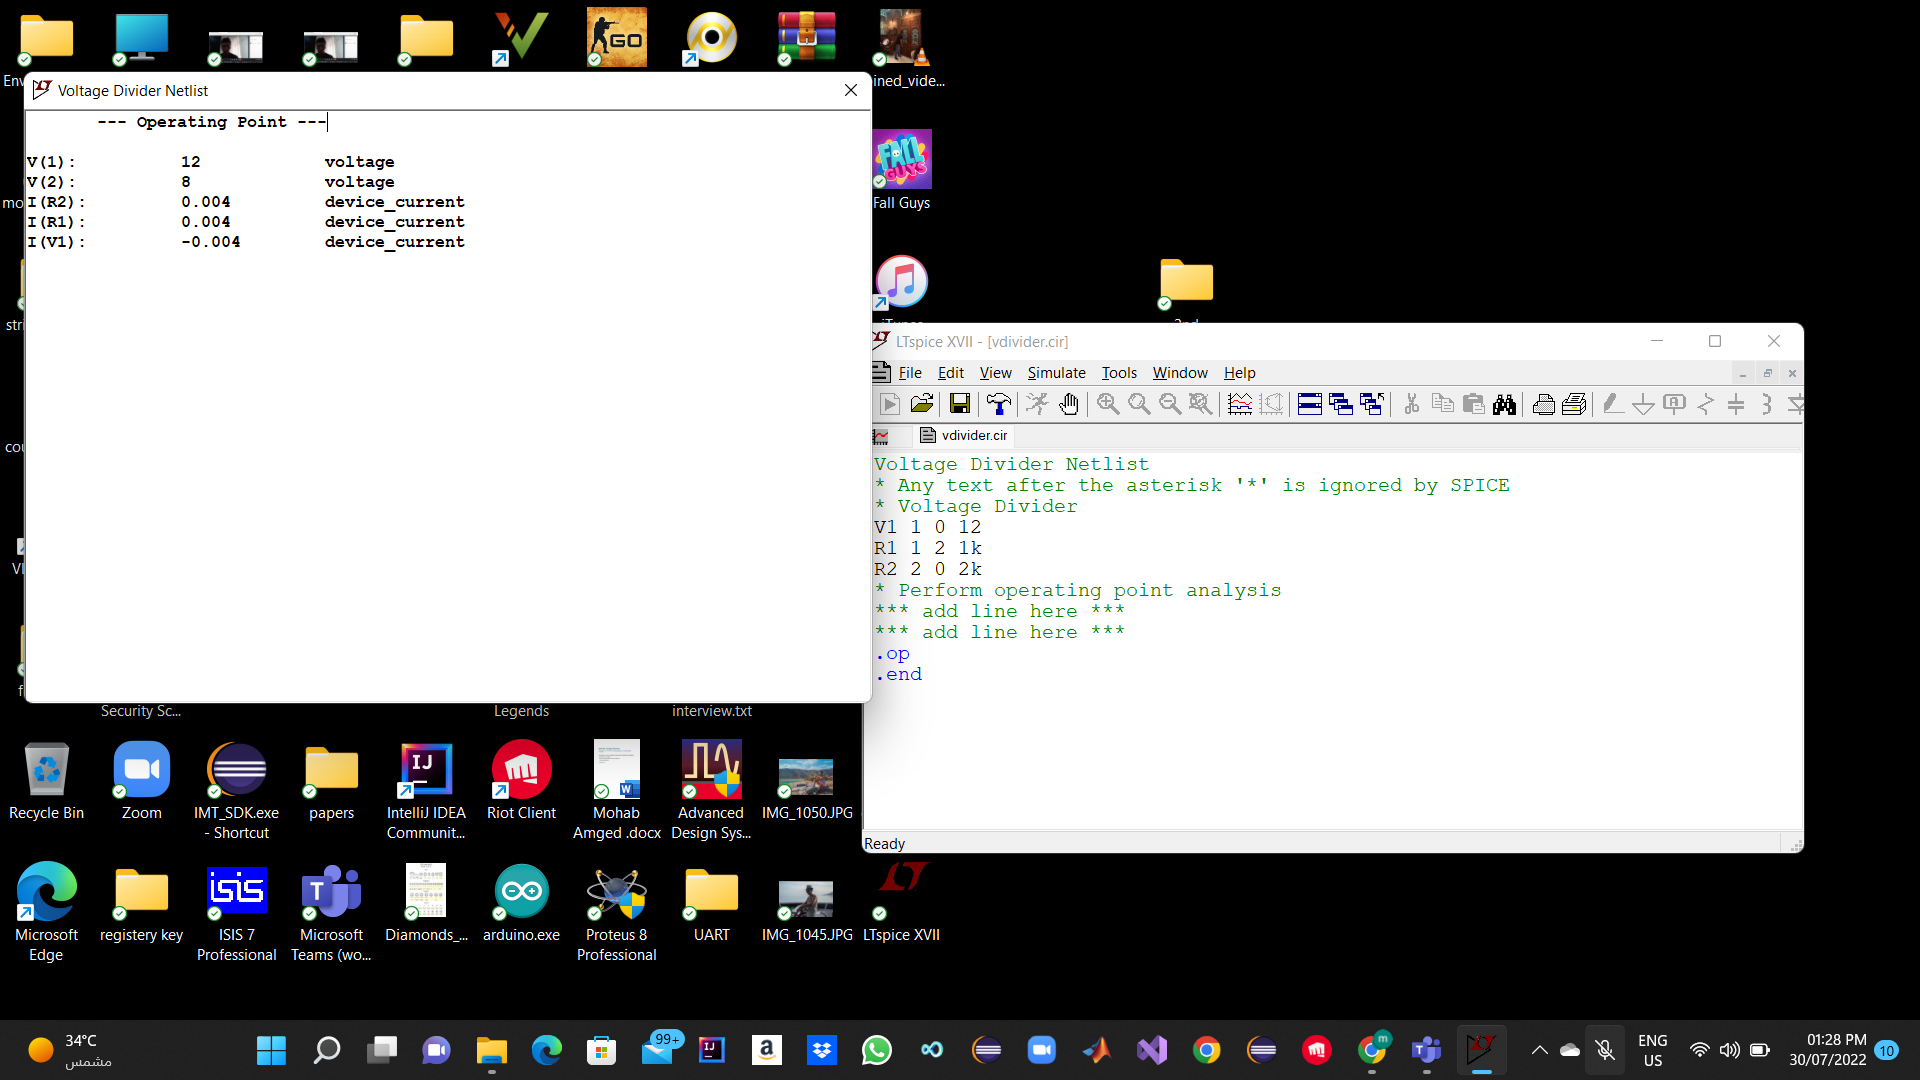 Env
ined_vide...
Voltage Divider Netlist
--- Operating Point ---
V(1): 12 voltage
V(2): 8 voltage
I(R2): 0.004 device_current
I(R1): 0.004 device_current
I(V1): -0.004 device_current
GO
FALL GUYS
Fall Guys
mo
stri
cou
VI
LTspice XVII - [vdivider.cir]
File Edit View Simulate Tools Window Help
vdivider.cir
Voltage Divider Netlist
* Any text after the asterisk '*' is ignored by SPICE
* Voltage Divider
V1 1 0 12
R1 1 2 1k
R2 2 0 2k
* Perform operating point analysis
*** add line here ***
*** add line here ***
.op
.end
Ready
Security Sc...
Legends
interview.txt
Recycle Bin
Zoom
IMT_SDK.exe - Shortcut
papers
IJ
IntelliJ IDEA Communit...
Riot Client
Mohab Amged .docx
Advanced Design Sys...
IMG_1050.JPG
Microsoft Edge
registery key
isis
ISIS 7 Professional
Microsoft Teams (wo...
Diamonds_...
arduino.exe
Proteus 8 Professional
UART
IMG_1045.JPG
LTspice XVII
34°C
مشمس
99+
ENG
US
01:28 PM
30/07/2022
10